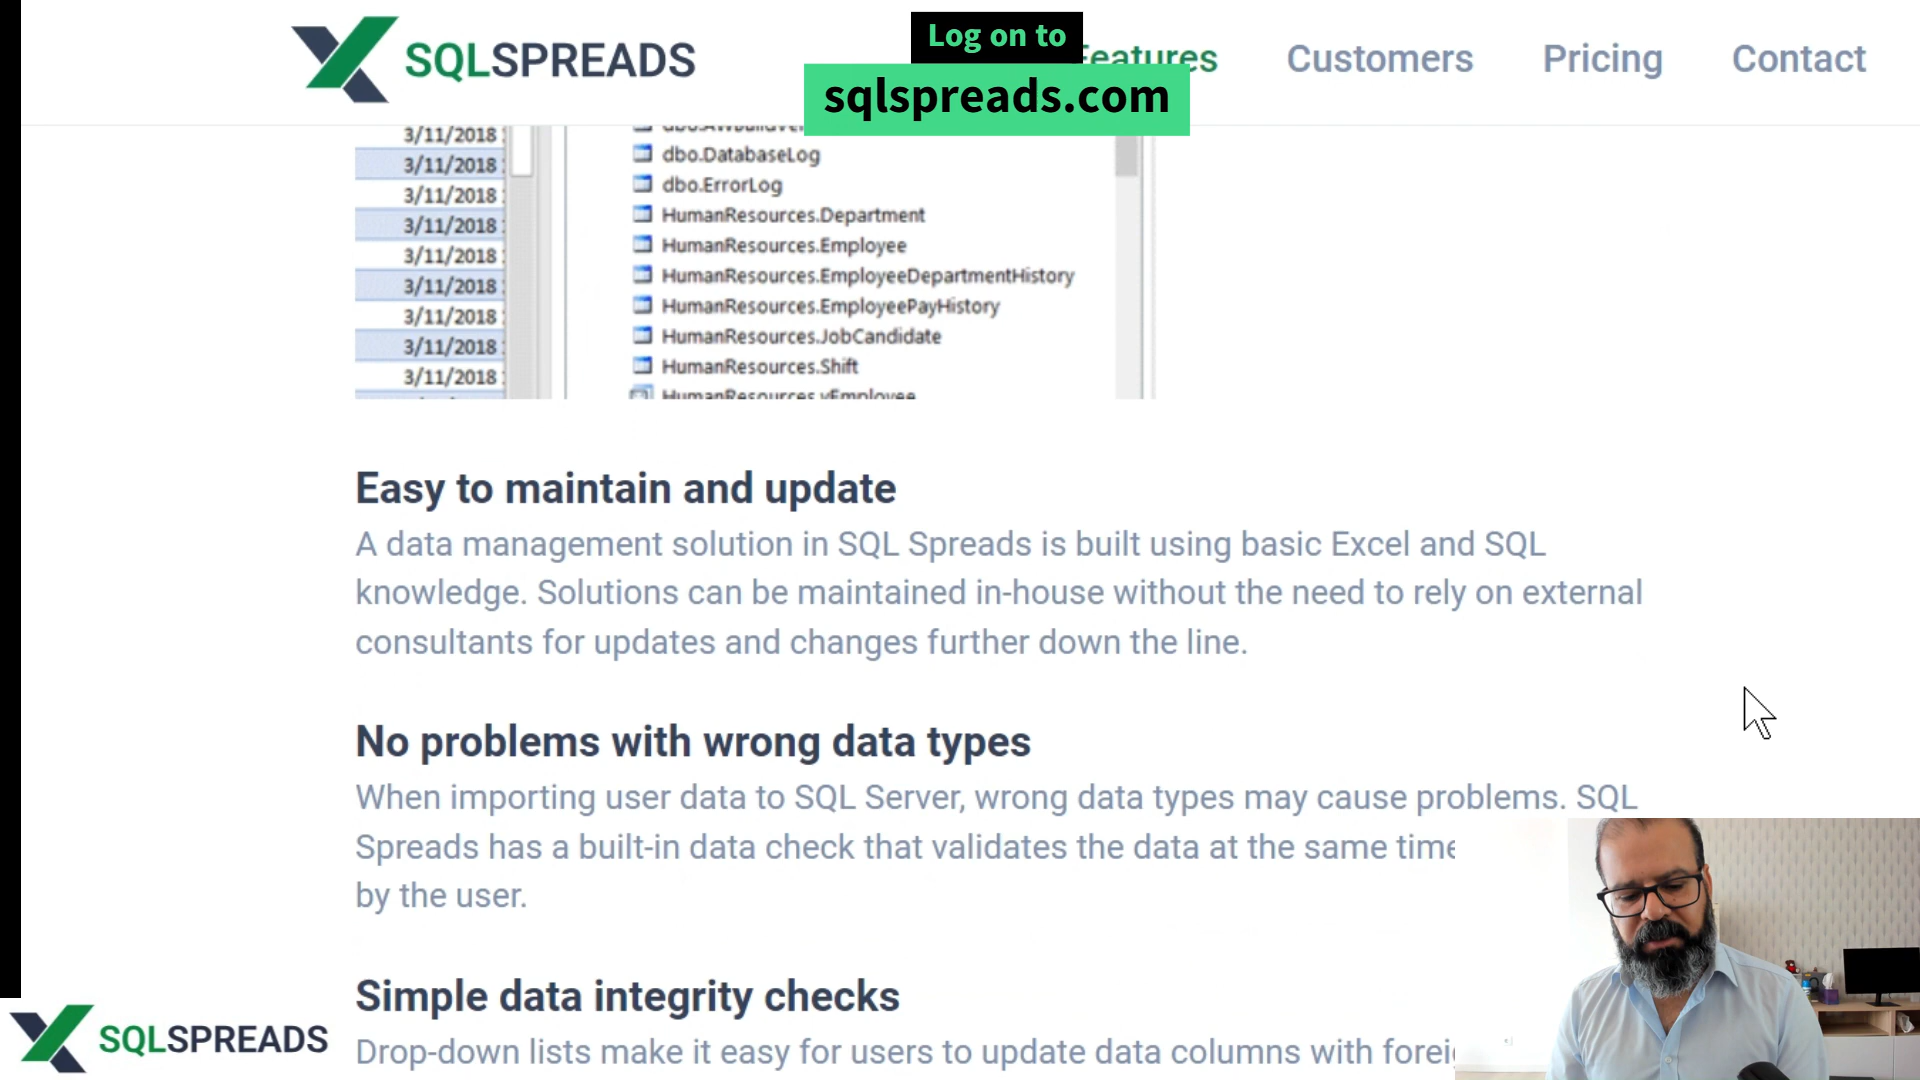 SQLSPREADS
Log on to
Features
Customers
Pricing
Contact
sqlspreads.com
3/11/2018
3/11/2018
3/11/2018
3/11/2018
3/11/2018
3/11/2018
3/11/2018
3/11/2018
3/11/2018
dbo.DatabaseLog
dbo.ErrorLog
HumanResources.Department
HumanResources.Employee
HumanResources.EmployeeDepartmentHistory
HumanResources.EmployeePayHistory
HumanResources.JobCandidate
HumanResources.Shift
HumanResources.vEmployee
Easy to maintain and update
A data management solution in SQL Spreads is built using basic Excel and SQL
knowledge. Solutions can be maintained in-house without the need to rely on external
consultants for updates and changes further down the line.
No problems with wrong data types
When importing user data to SQL Server, wrong data types may cause problems. SQL
Spreads has a built-in data check that validates the data at the same time
by the user.
Simple data integrity checks
Drop-down lists make it easy for users to update data columns with
SQLSPREADS